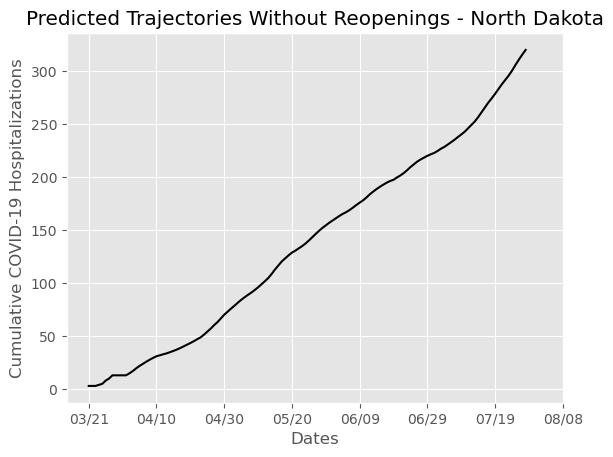 Predicted Trajectories Without Reopenings - North Dakota
Cumulative COVID-19 Hospitalizations
300
250
200
150
100
50
0
03/21 04/10 04/30 05/20 06/09 06/29 07/19 08/08
Dates